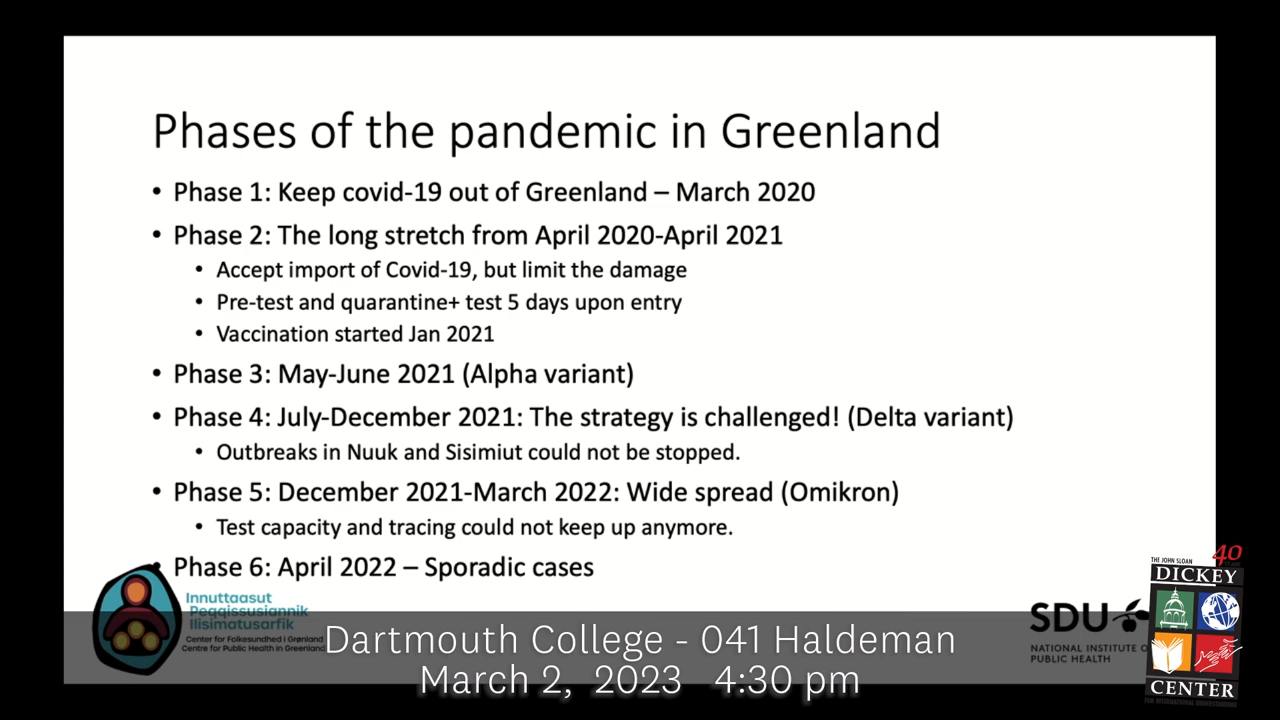 Phases of the pandemic in Greenland
• Phase 1: Keep covid-19 out of Greenland – March 2020
• Phase 2: The long stretch from April 2020-April 2021
• Accept import of Covid-19, but limit the damage
• Pre-test and quarantine+ test 5 days upon entry
• Vaccination started Jan 2021
• Phase 3: May-June 2021 (Alpha variant)
• Phase 4: July-December 2021: The strategy is challenged! (Delta variant)
• Outbreaks in Nuuk and Sisimiut could not be stopped.
• Phase 5: December 2021-March 2022: Wide spread (Omikron)
• Test capacity and tracing could not keep up anymore.
• Phase 6: April 2022 – Sporadic cases
Innuttaasut
Peqqissusiannik
Ilisimatusarfik
Center for Folkesundhed i Grønland
Centre for Public Health in Greenland
Dartmouth College - 041 Haldeman
March 2, 2023 4:30 pm
SDU
NATIONAL INSTITUTE
PUBLIC HEALTH
40
THE JOHN SLOAN
DICKEY
CENTER
FOR INTERNATIONAL UNDERSTANDING